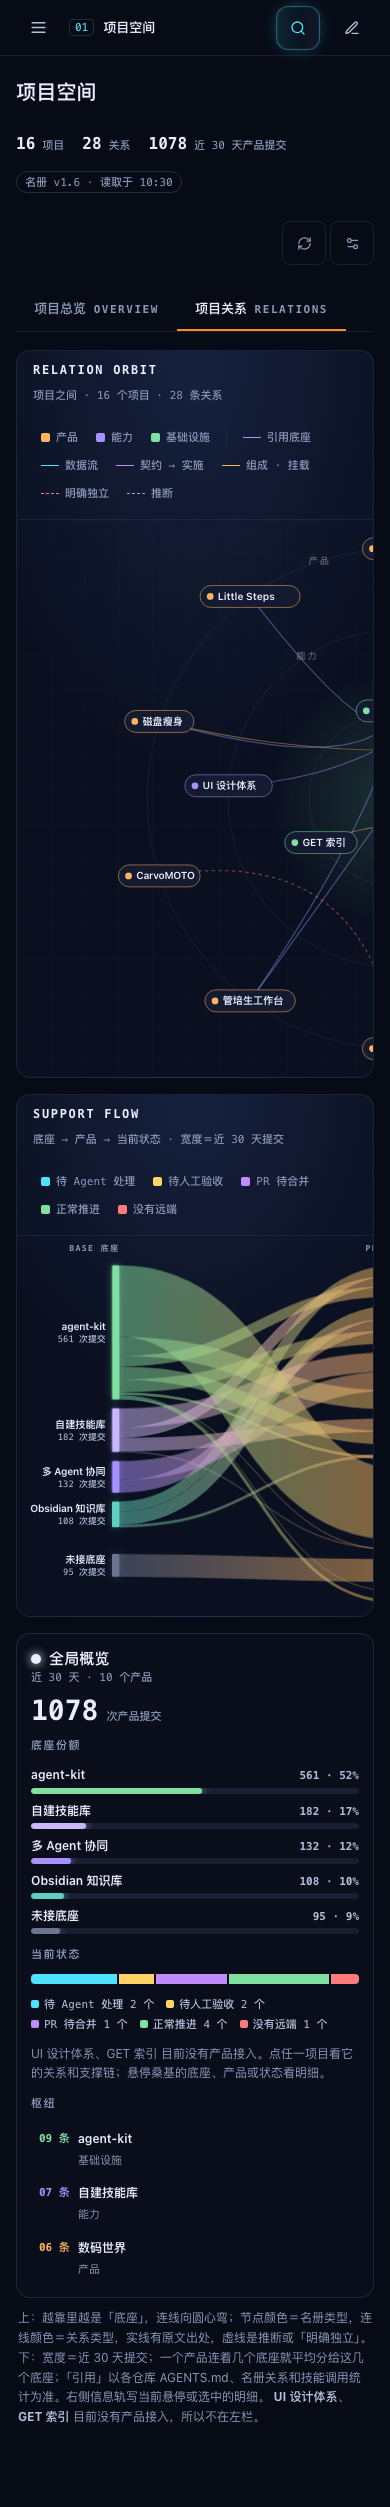 01 项目空间
项目空间
16 项目 28 关系 1078 近 30 天产品提交
名册 v1.6 · 读取于 10:30
项目总览 OVERVIEW 项目关系 RELATIONS
RELATION ORBIT
项目之间 · 16 个项目 · 28 条关系
产品 能力 基础设施 引用底座
数据流 契约 → 实施 组成 · 挂载
明确独立 推断
产品
Little Steps
能力
磁盘瘦身
UI 设计体系
GET 索引
CarvoMOTO
管培生工作台
SUPPORT FLOW
底座 → 产品 → 当前状态 · 宽度＝近 30 天提交
待 Agent 处理 待人工验收 PR 待合并
正常推进 没有远端
BASE 底座
agent-kit
561 次提交
自建技能库
182 次提交
多 Agent 协同
132 次提交
Obsidian 知识库
108 次提交
未接底座
95 次提交
全局概览
近 30 天 · 10 个产品
1078 次产品提交
底座份额
agent-kit 561 · 52%
自建技能库 182 · 17%
多 Agent 协同 132 · 12%
Obsidian 知识库 108 · 10%
未接底座 95 · 9%
当前状态
待 Agent 处理 2 个 待人工验收 2 个
PR 待合并 1 个 正常推进 4 个 没有远端 1 个
UI 设计体系、GET 索引 目前没有产品接入。点任一项目看它
的关系和支撑链；悬停桑基的底座、产品或状态看明细。
枢纽
09 条 agent-kit
基础设施
07 条 自建技能库
能力
06 条 数码世界
产品
上：越靠里越是「底座」，连线向圆心弯；节点颜色＝名册类型，连
线颜色＝关系类型，实线有原文出处，虚线是推断或「明确独立」。
下：宽度＝近 30 天提交；一个产品连着几个底座就平均分给这几
个底座；「引用」以各仓库 AGENTS.md、名册关系和技能调用统
计为准。右侧信息轨写当前悬停或选中的明细。 UI 设计体系、
GET 索引 目前没有产品接入，所以不在左栏。